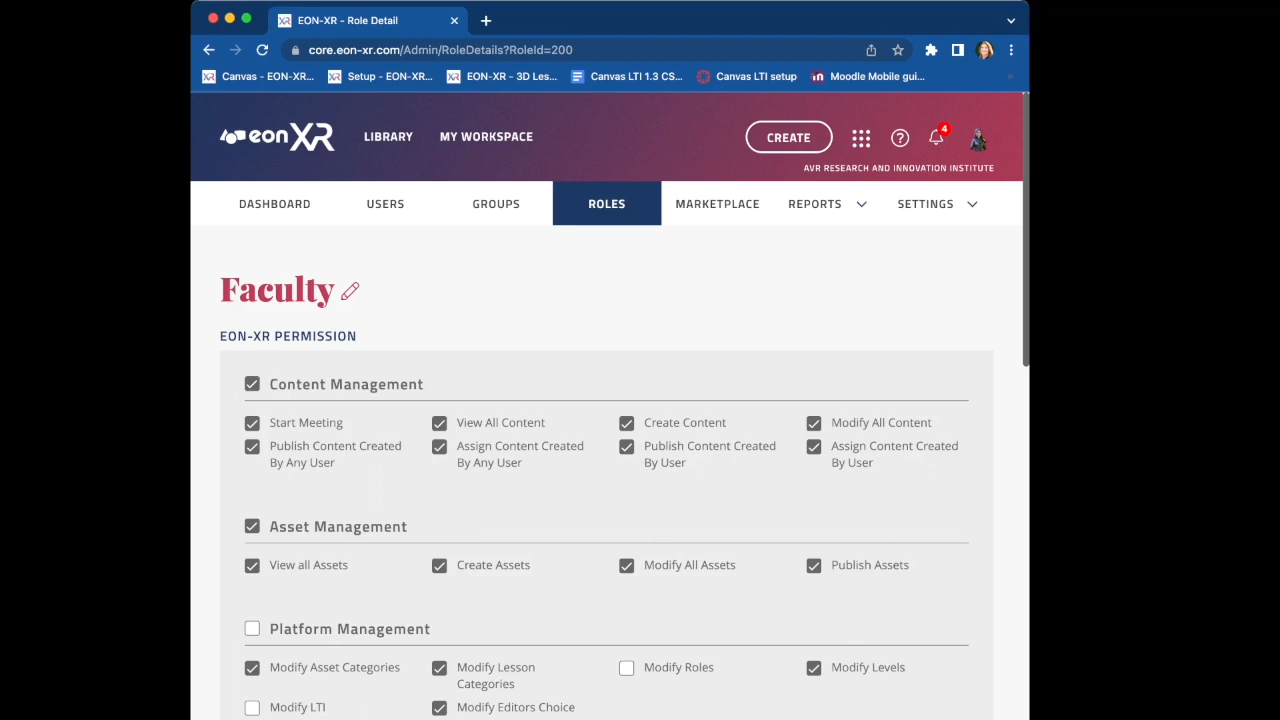 EON-XR - Role Detail
core.eon-xr.com/Admin/RoleDetails?RoleId=200
Canvas - EON-XR... Setup - EON-XR... EON-XR - 3D Les... Canvas LTI 1.3 CS... Canvas LTI setup Moodle Mobile gui...
eonXR LIBRARY MY WORKSPACE CREATE 4
AVR RESEARCH AND INNOVATION INSTITUTE
DASHBOARD USERS GROUPS ROLES MARKETPLACE REPORTS SETTINGS
Faculty
EON-XR PERMISSION
Content Management
Start Meeting View All Content Create Content Modify All Content
Publish Content Created Assign Content Created Publish Content Created Assign Content Created
By Any User By Any User By User By User
Asset Management
View all Assets Create Assets Modify All Assets Publish Assets
Platform Management
Modify Asset Categories Modify Lesson Modify Roles Modify Levels
Categories
Modify LTI Modify Editors Choice